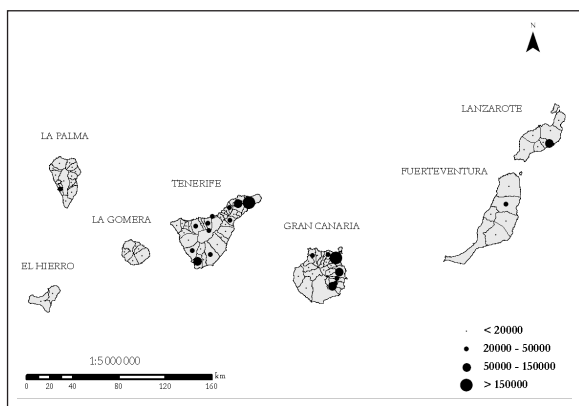 N
LANZAROTE
LA PALMA
FUERTEVENTURA
TENERIFE
LA GOMERA
GRAN CANARIA
EL HIERRO
< 20000
20000 - 50000
50000 - 150000
> 150000
1:5 000 000
km
0 20 40 80 120 160